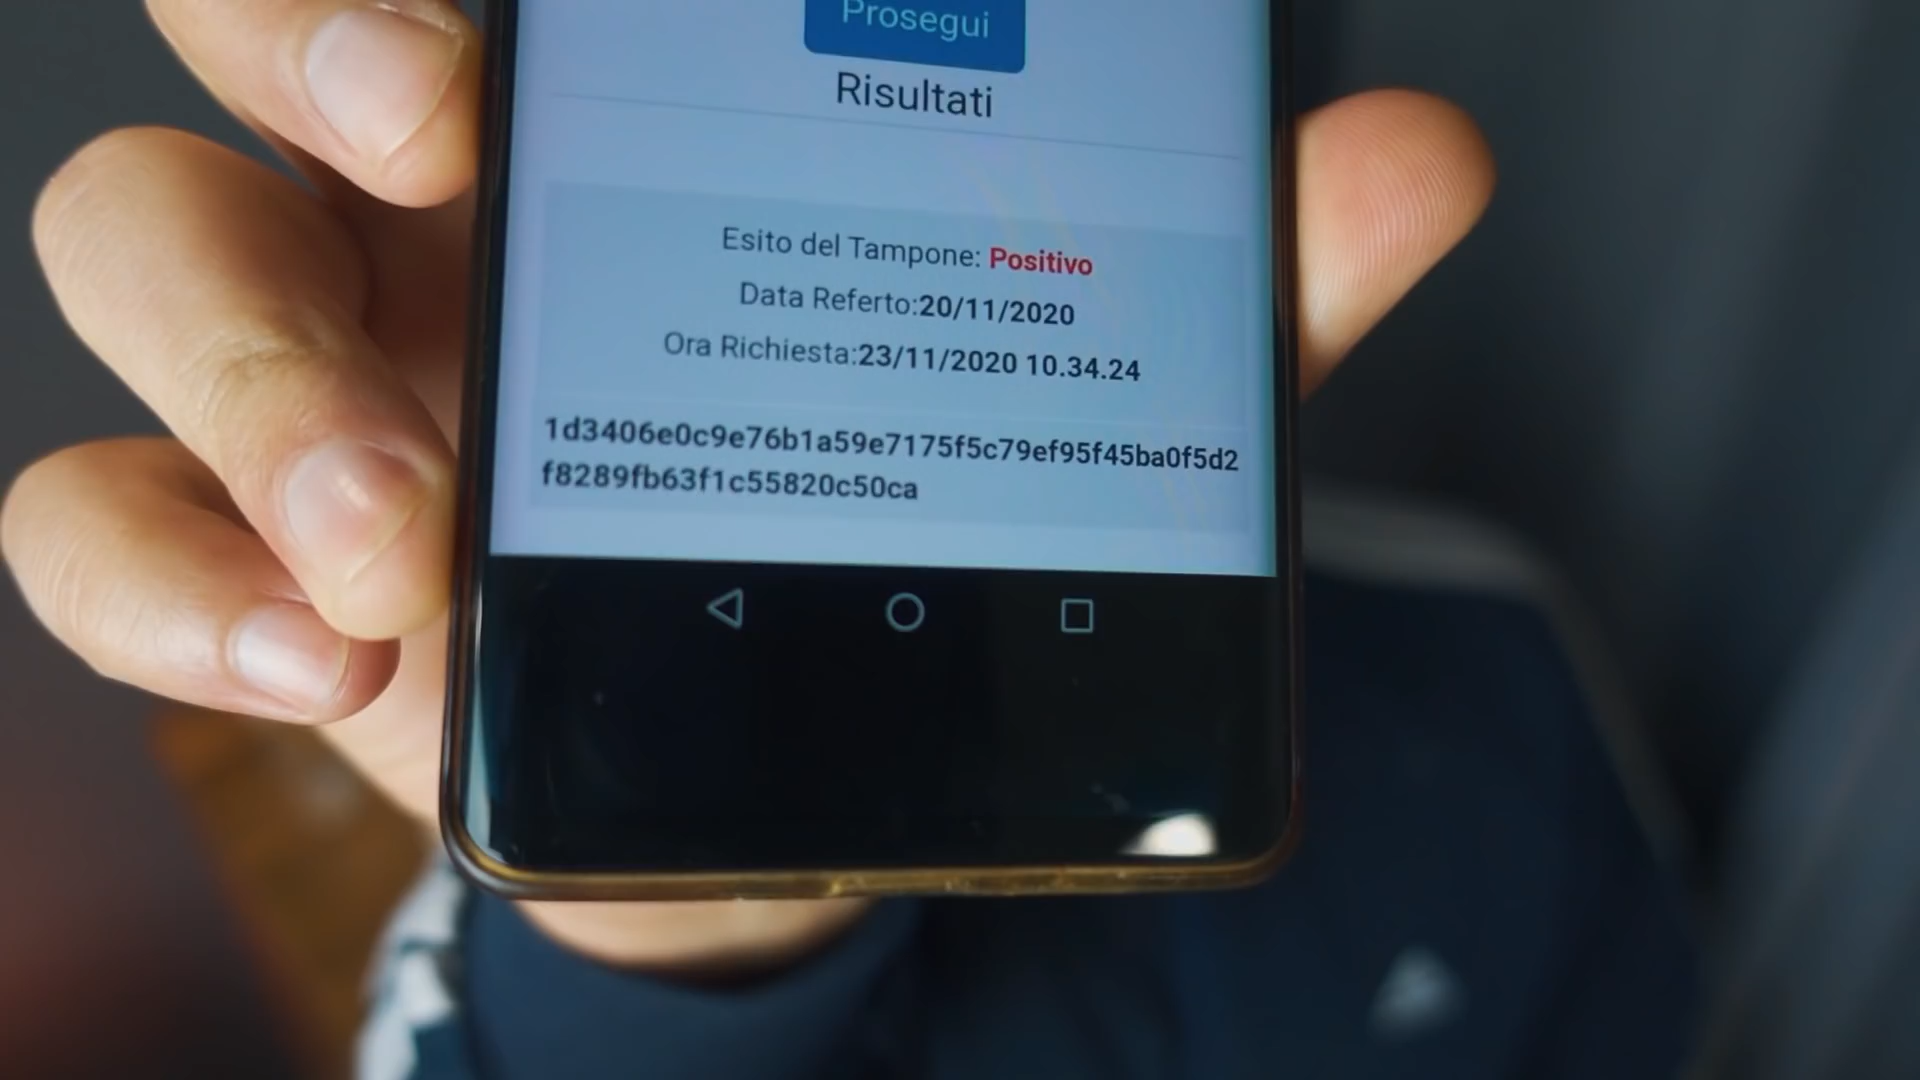 Prosegui
Risultati
Esito del Tampone: Positivo
Data Referto:20/11/2020
Ora Richiesta:23/11/2020 10.34.24
1d3406e0c9e76b1a59e7175f5c79ef95f45ba0f5d2
f8289fb63f1c55820c50ca